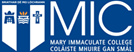 MIC
MARY IMMACULATE COLLEGE
COLÁISTE MHUIRE GAN SMÁL